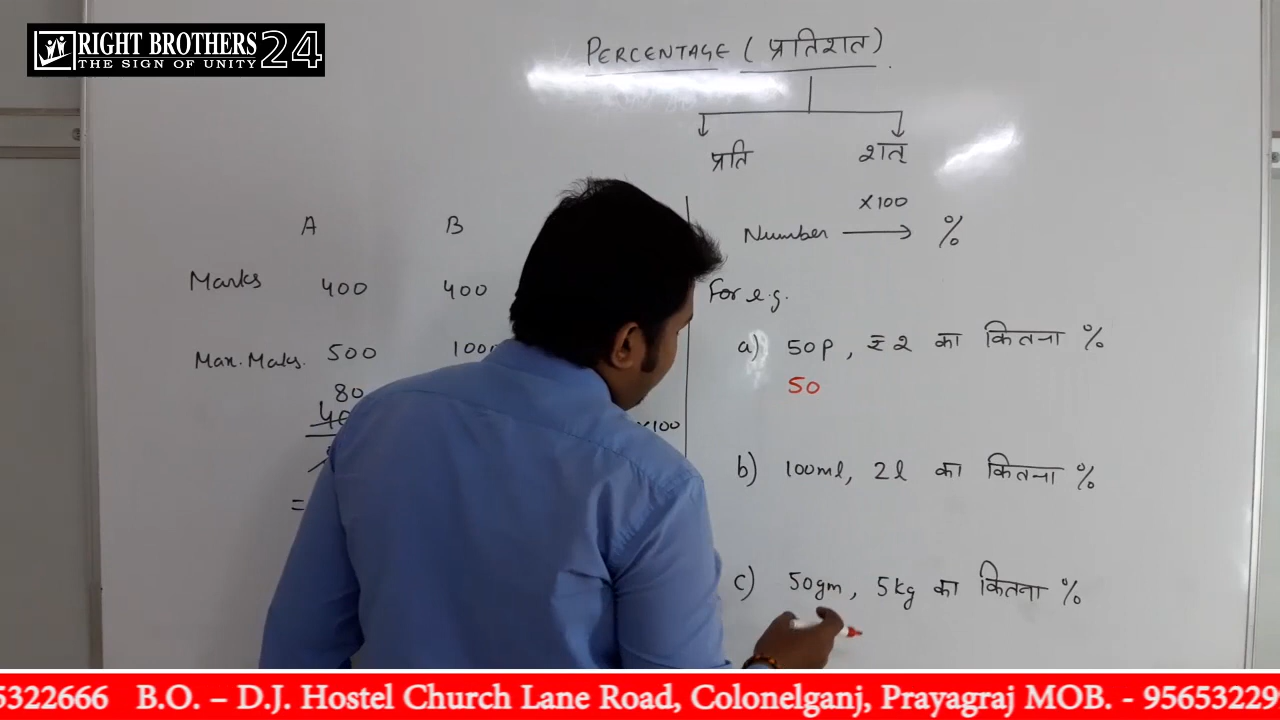 RIGHT BROTHERS 24
THE SIGN OF UNITY
PERCENTAGE (प्रतिशत)
प्रति शत्
×100
Number → %
A B
Marks 400 400
Max. Marks. 500
80
×100
=
For e.g.
a) 50p, ₹2 का कितना %
50
b) 100ml, 2l का कितना %
c) 50gm, 5kg का कितना %
5322666 B.O. – D.J. Hostel Church Lane Road, Colonelganj, Prayagraj MOB. - 95653229